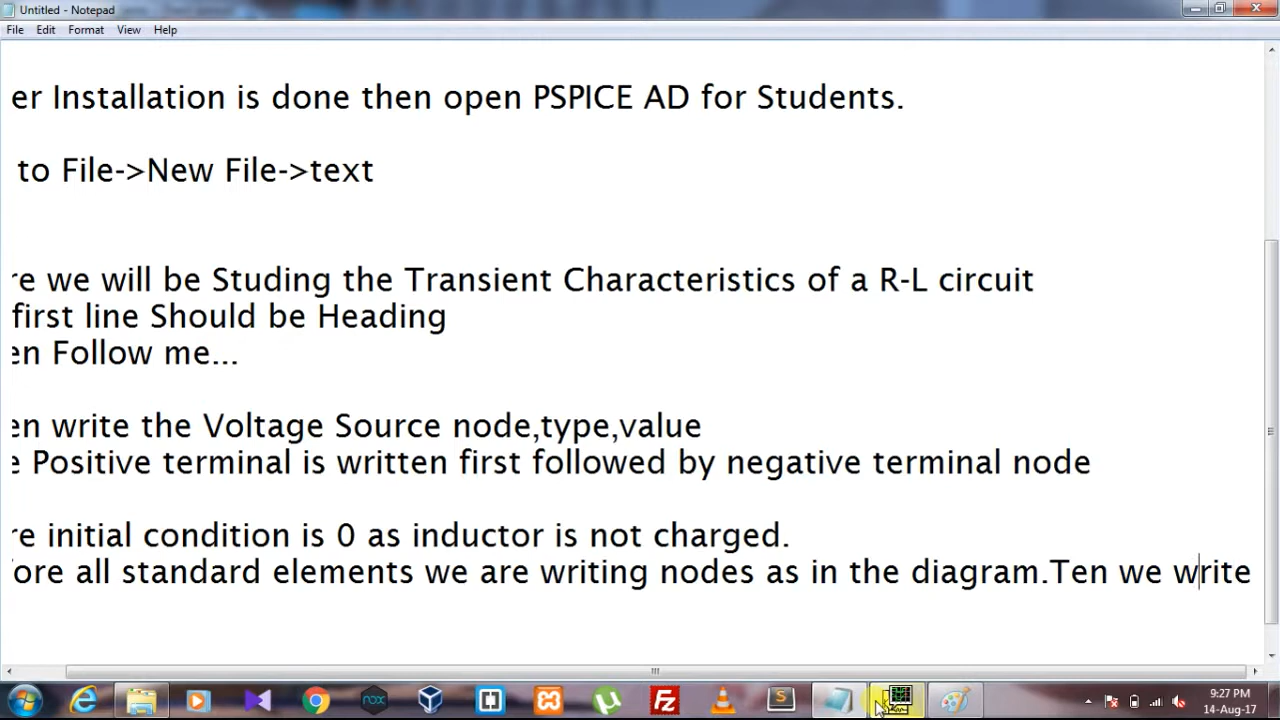 Untitled - Notepad
File Edit Format View Help
er Installation is done then open PSPICE AD for Students.
to File->New File->text
re we will be Studing the Transient Characteristics of a R-L circuit
first line Should be Heading
en Follow me...
en write the Voltage Source node,type,value
e Positive terminal is written first followed by negative terminal node
re initial condition is 0 as inductor is not charged.
fore all standard elements we are writing nodes as in the diagram.Ten we write
nox
Fz
S
9:27 PM
14-Aug-17